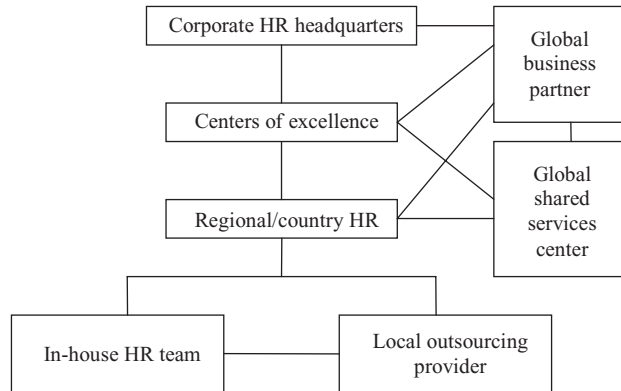 Corporate HR headquarters
Global
business
partner
Centers of excellence
Global
shared
services
center
Regional/country HR
In-house HR team
Local outsourcing
provider